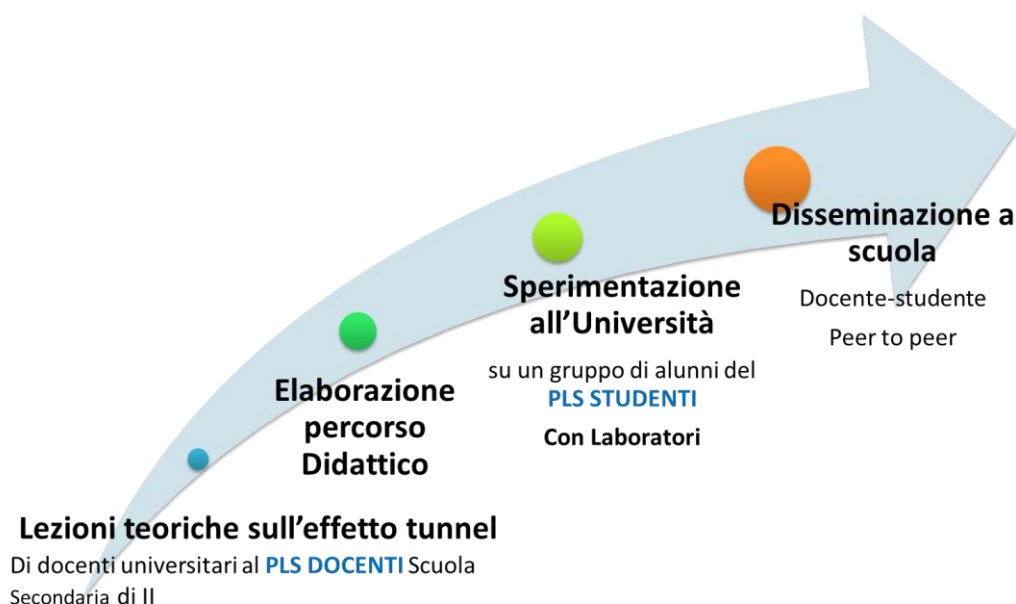 Lezioni teoriche sull'effetto tunnel
Di docenti universitari al PLS DOCENTI Scuola
Secondaria di II
Elaborazione
percorso
Didattico
Sperimentazione
all'Università
su un gruppo di alunni del
PLS STUDENTI
Con Laboratori
Disseminazione a
scuola
Docente-studente
Peer to peer